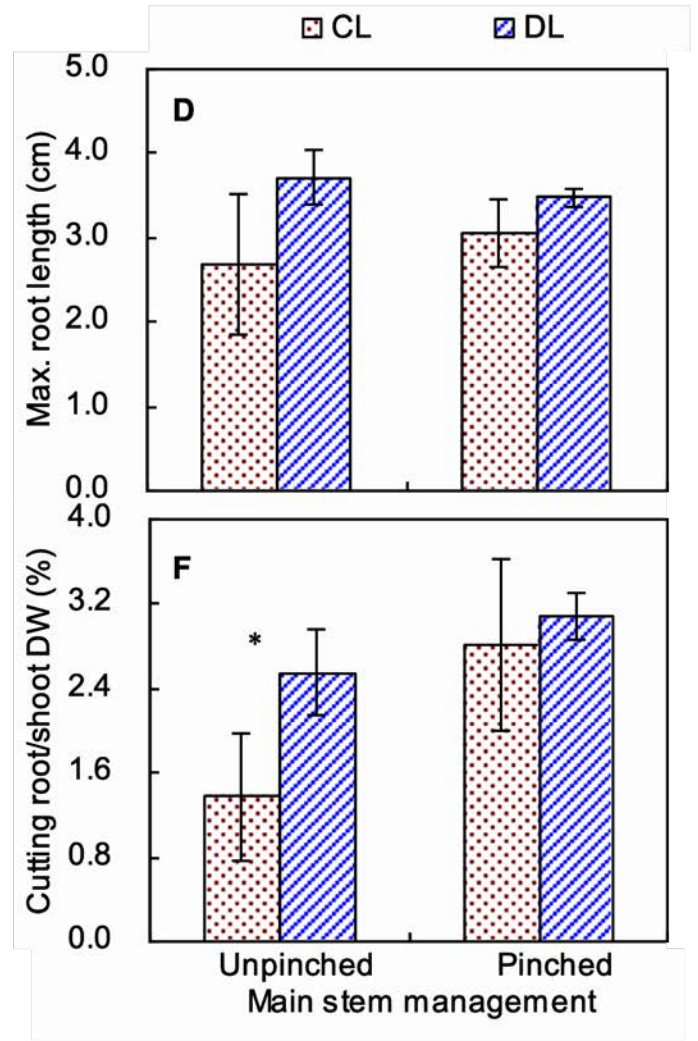 CL DL
D
Max. root length (cm)
5.0
4.0
3.0
2.0
1.0
0.0
F
*
Cutting root/shoot DW (%)
4.0
3.2
2.4
1.6
0.8
0.0
Unpinched Pinched
Main stem management